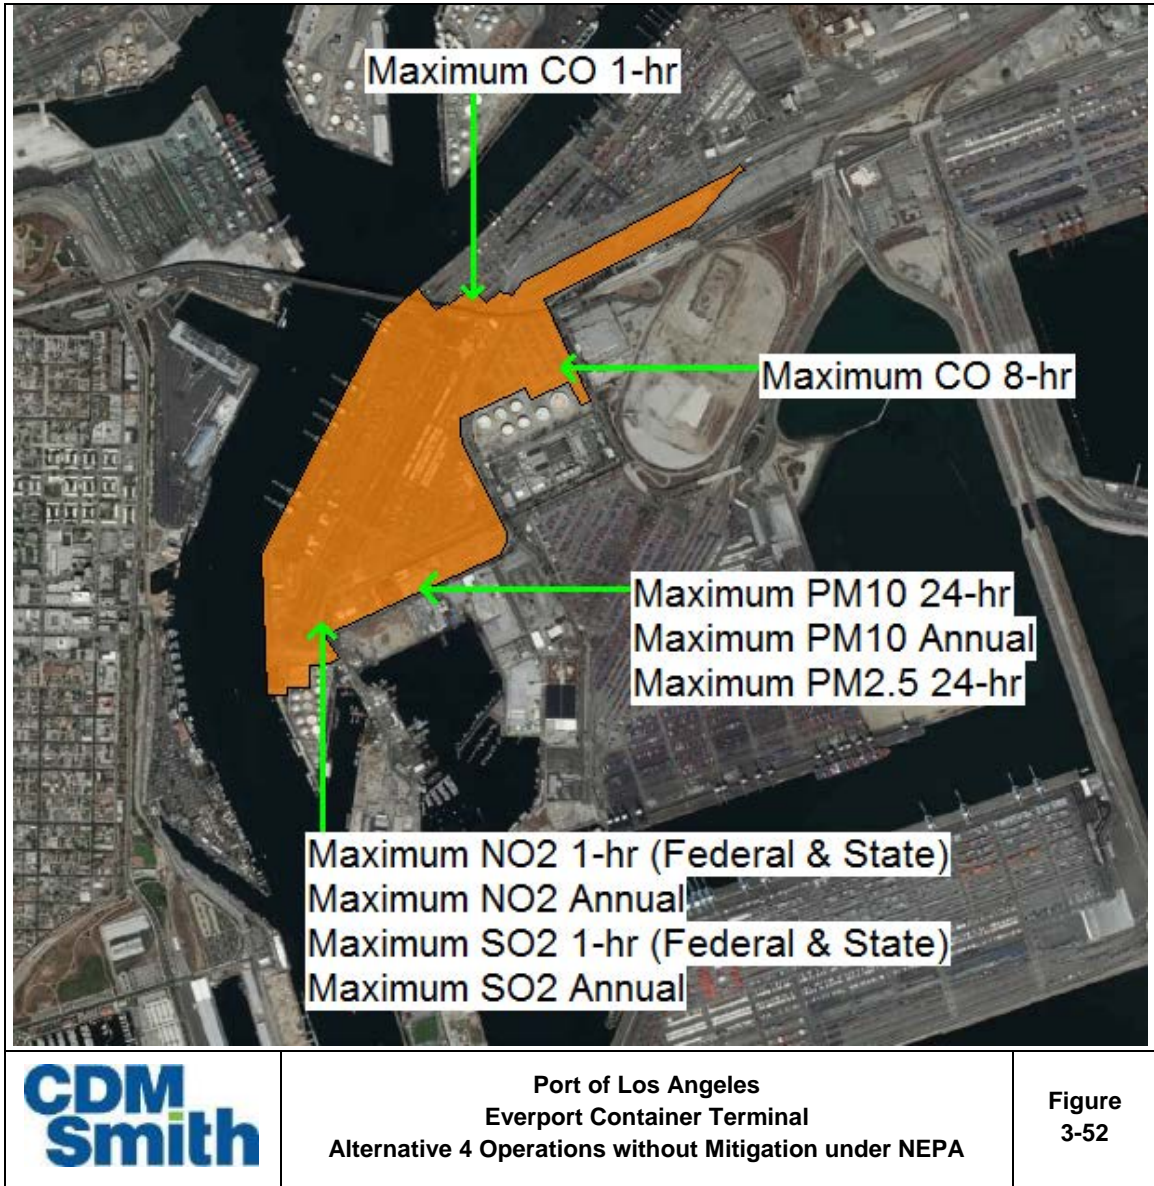 Maximum CO 1-hr
Maximum CO 8-hr
Maximum PM10 24-hr
Maximum PM10 Annual
Maximum PM2.5 24-hr
Maximum NO2 1-hr (Federal & State)
Maximum NO2 Annual
Maximum SO2 1-hr (Federal & State)
Maximum SO2 Annual
CDM
Smith
Port of Los Angeles
Everport Container Terminal
Alternative 4 Operations without Mitigation under NEPA
Figure
3-52